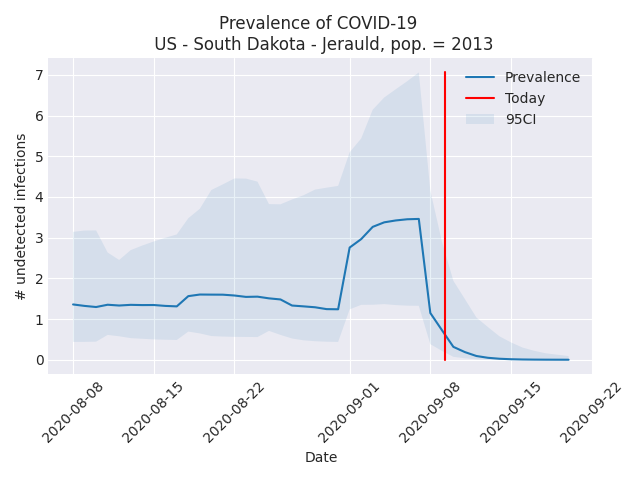 Prevalence of COVID-19
US - South Dakota - Jerauld, pop. = 2013
7
6
5
4
3
2
1
0
# undetected infections
Prevalence
Today
95CI
2020-08-08
2020-08-15
2020-08-22
2020-09-01
2020-09-08
2020-09-15
2020-09-22
Date